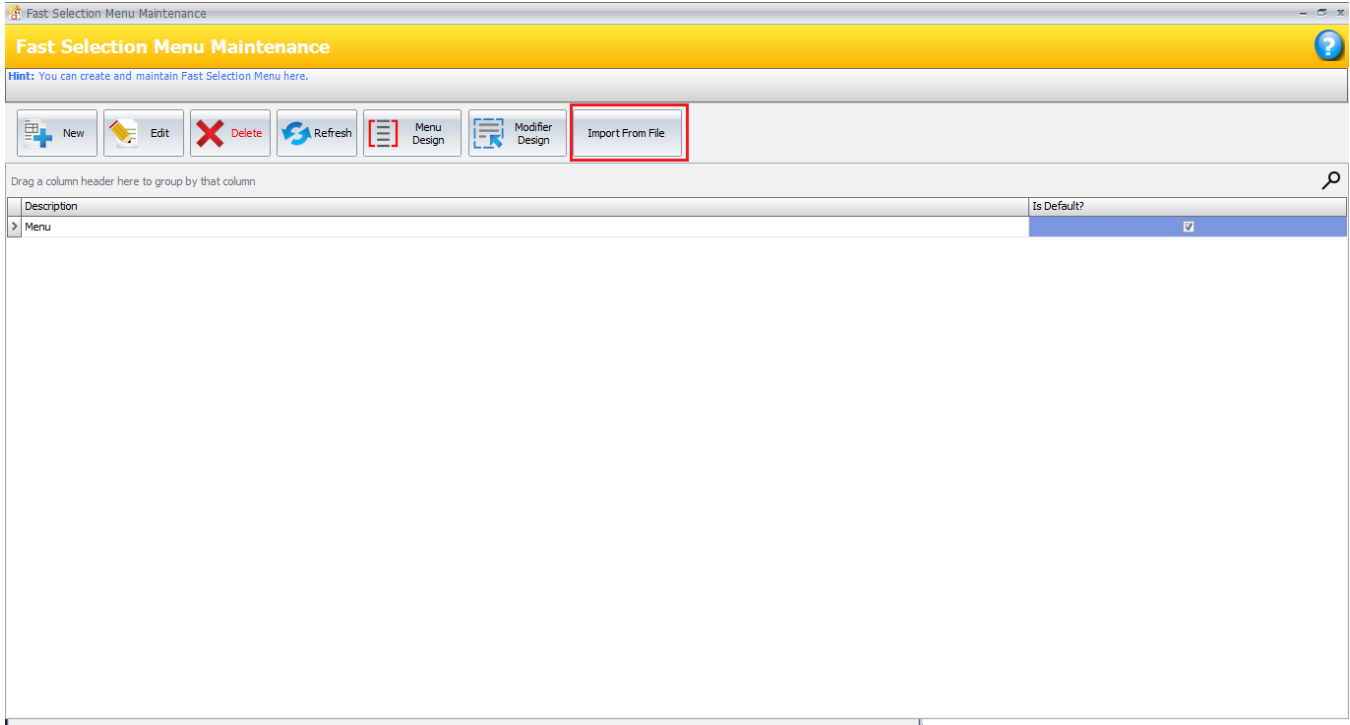 Fast Selection Menu Maintenance
Fast Selection Menu Maintenance
Hint: You can create and maintain Fast Selection Menu here.
New
Edit
Delete
Refresh
Menu
Design
Modifier
Design
Import From File
Drag a column header here to group by that column
Description
Is Default?
Menu